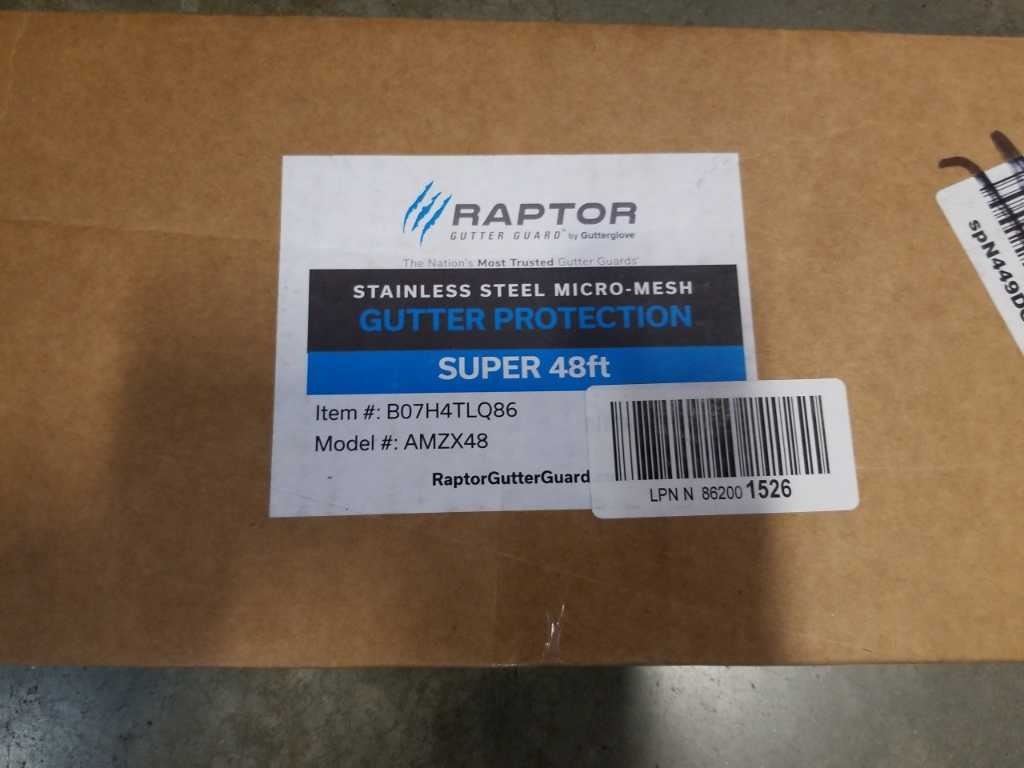 RAPTOR
GUTTER GUARD™ by Gutterglove
The Nation's Most Trusted Gutter Guards
STAINLESS STEEL MICRO-MESH
GUTTER PROTECTION
SUPER 48ft
Item #: B07H4TLQ86
Model #: AMZX48
RaptorGutterGuard
LPN N 86200 1526